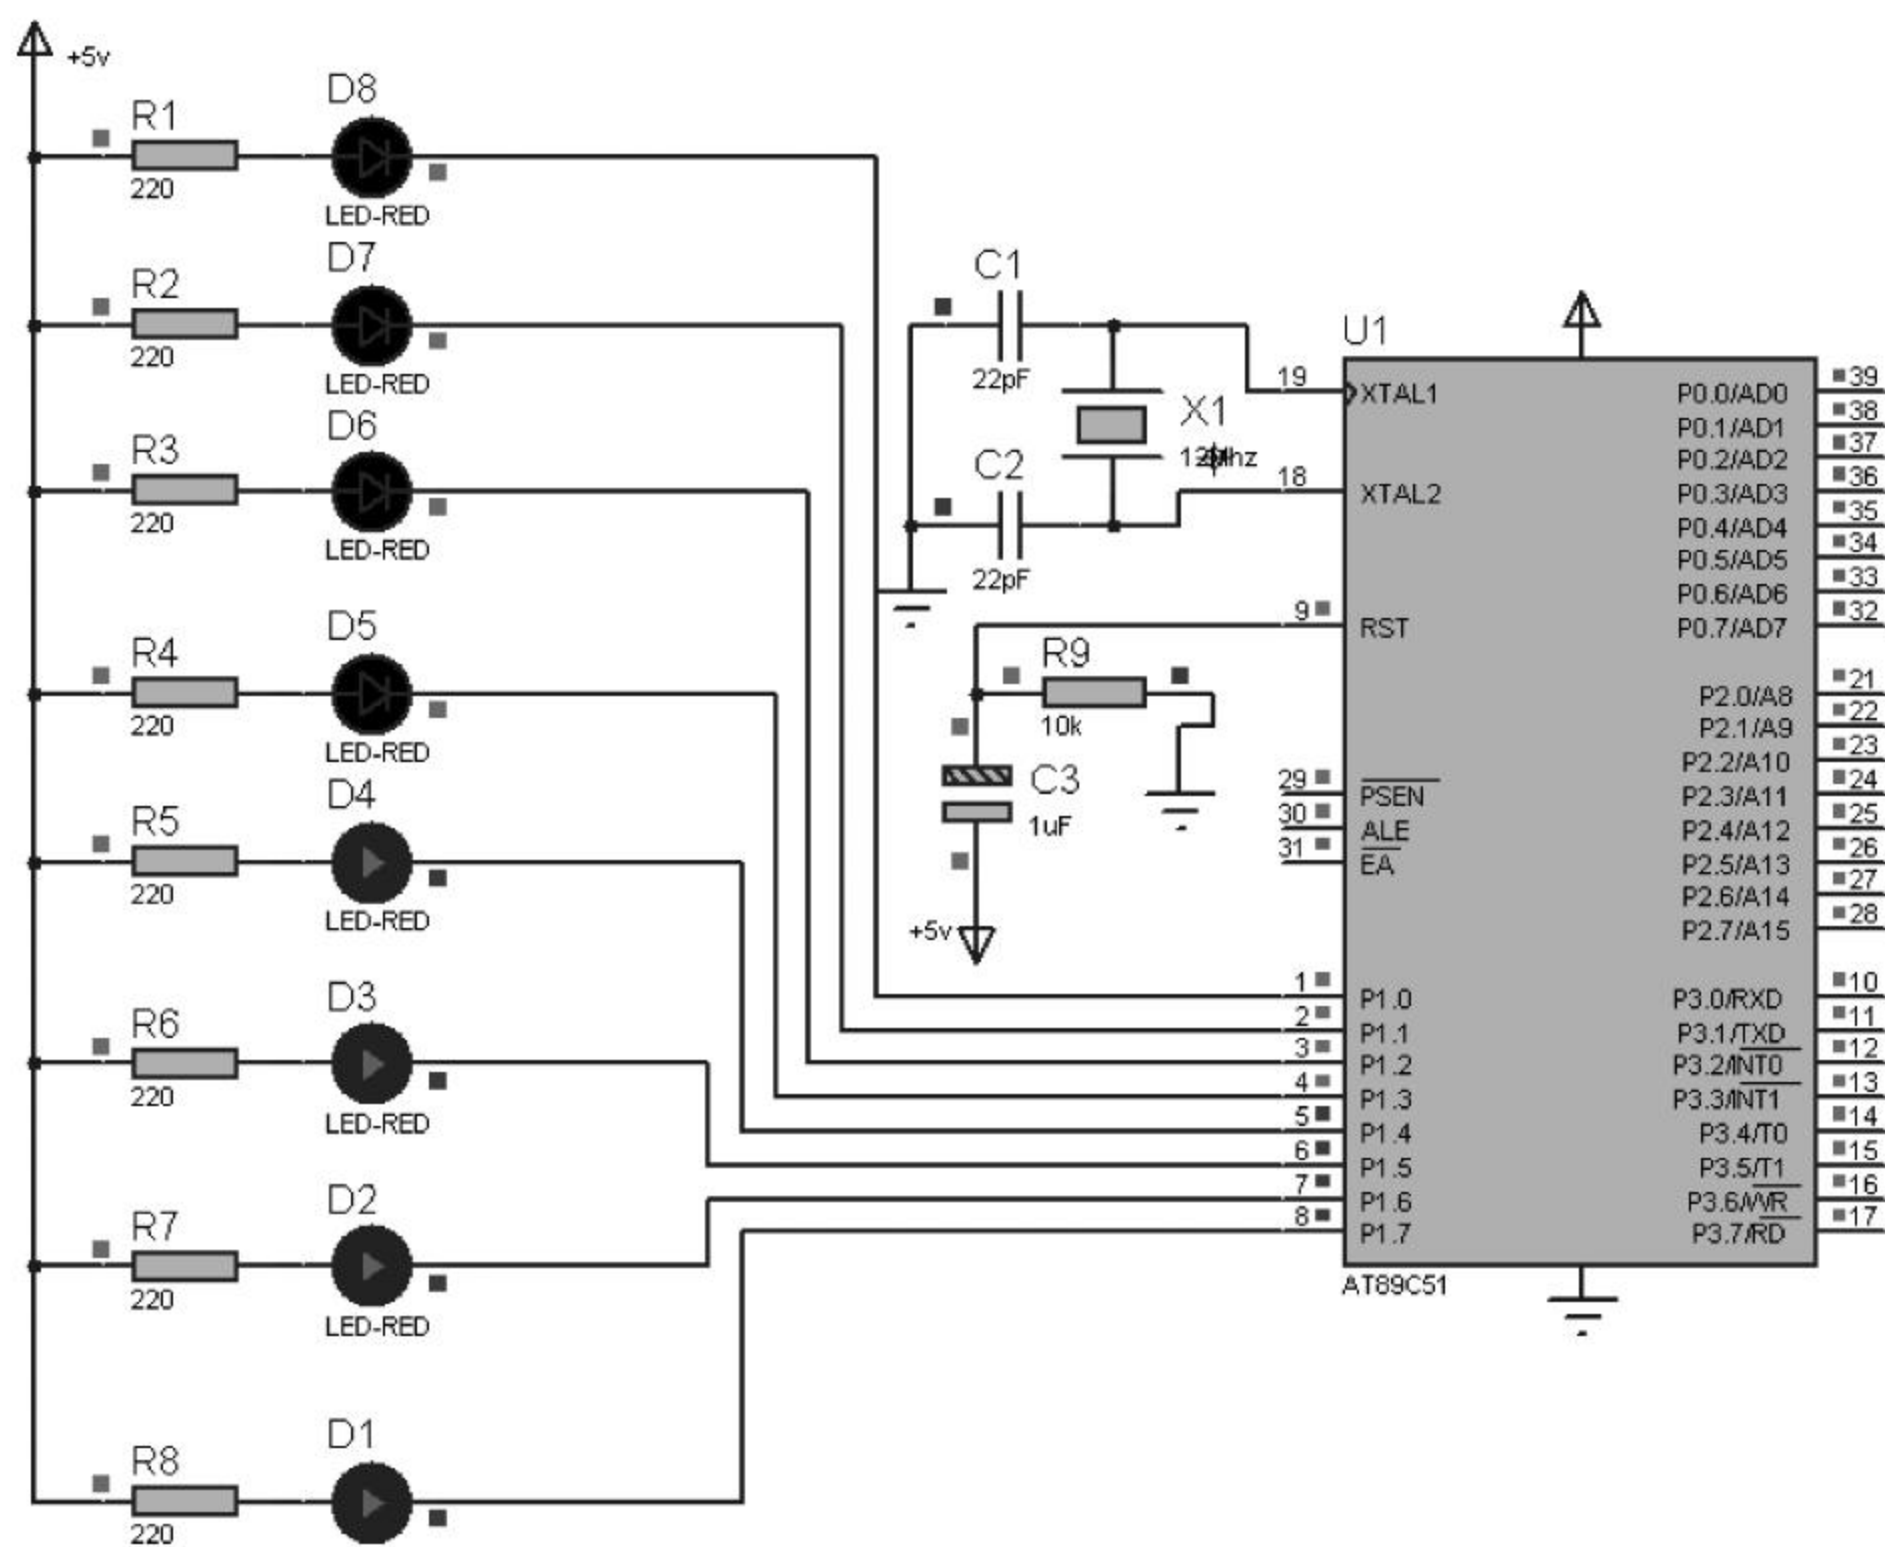 +5v
R1
220
D8
LED-RED
R2
220
D7
LED-RED
R3
220
D6
LED-RED
R4
220
D5
LED-RED
R5
220
D4
LED-RED
R6
220
D3
LED-RED
R7
220
D2
LED-RED
R8
220
D1
LED-RED
C1
22pF
C2
22pF
X1
R9
10k
C3
1uF
+5v
U1
19 XTAL1
18 XTAL2
9 RST
29 PSEN
30 ALE
31 EA
1 P1.0
2 P1.1
3 P1.2
4 P1.3
5 P1.4
6 P1.5
7 P1.6
8 P1.7
P0.0/AD0 39
P0.1/AD1 38
P0.2/AD2 37
P0.3/AD3 36
P0.4/AD4 35
P0.5/AD5 34
P0.6/AD6 33
P0.7/AD7 32
P2.0/A8 21
P2.1/A9 22
P2.2/A10 23
P2.3/A11 24
P2.4/A12 25
P2.5/A13 26
P2.6/A14 27
P2.7/A15 28
P3.0/RXD 10
P3.1/TXD 11
P3.2/INT0 12
P3.3/INT1 13
P3.4/T0 14
P3.5/T1 15
P3.6/WR 16
P3.7/RD 17
AT89C51